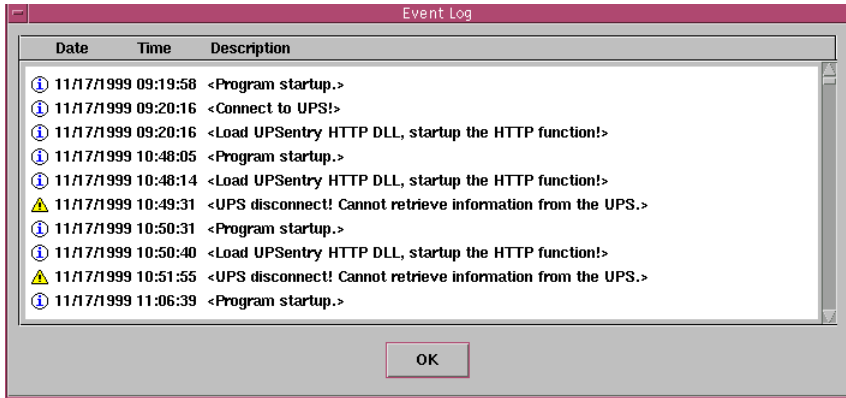 Event Log
Date Time Description
11/17/1999 09:19:58 <Program startup.>
11/17/1999 09:20:16 <Connect to UPS!>
11/17/1999 09:20:16 <Load UPSentry HTTP DLL, startup the HTTP function!>
11/17/1999 10:48:05 <Program startup.>
11/17/1999 10:48:14 <Load UPSentry HTTP DLL, startup the HTTP function!>
11/17/1999 10:49:31 <UPS disconnect! Cannot retrieve information from the UPS.>
11/17/1999 10:50:31 <Program startup.>
11/17/1999 10:50:40 <Load UPSentry HTTP DLL, startup the HTTP function!>
11/17/1999 10:51:55 <UPS disconnect! Cannot retrieve information from the UPS.>
11/17/1999 11:06:39 <Program startup.>
OK